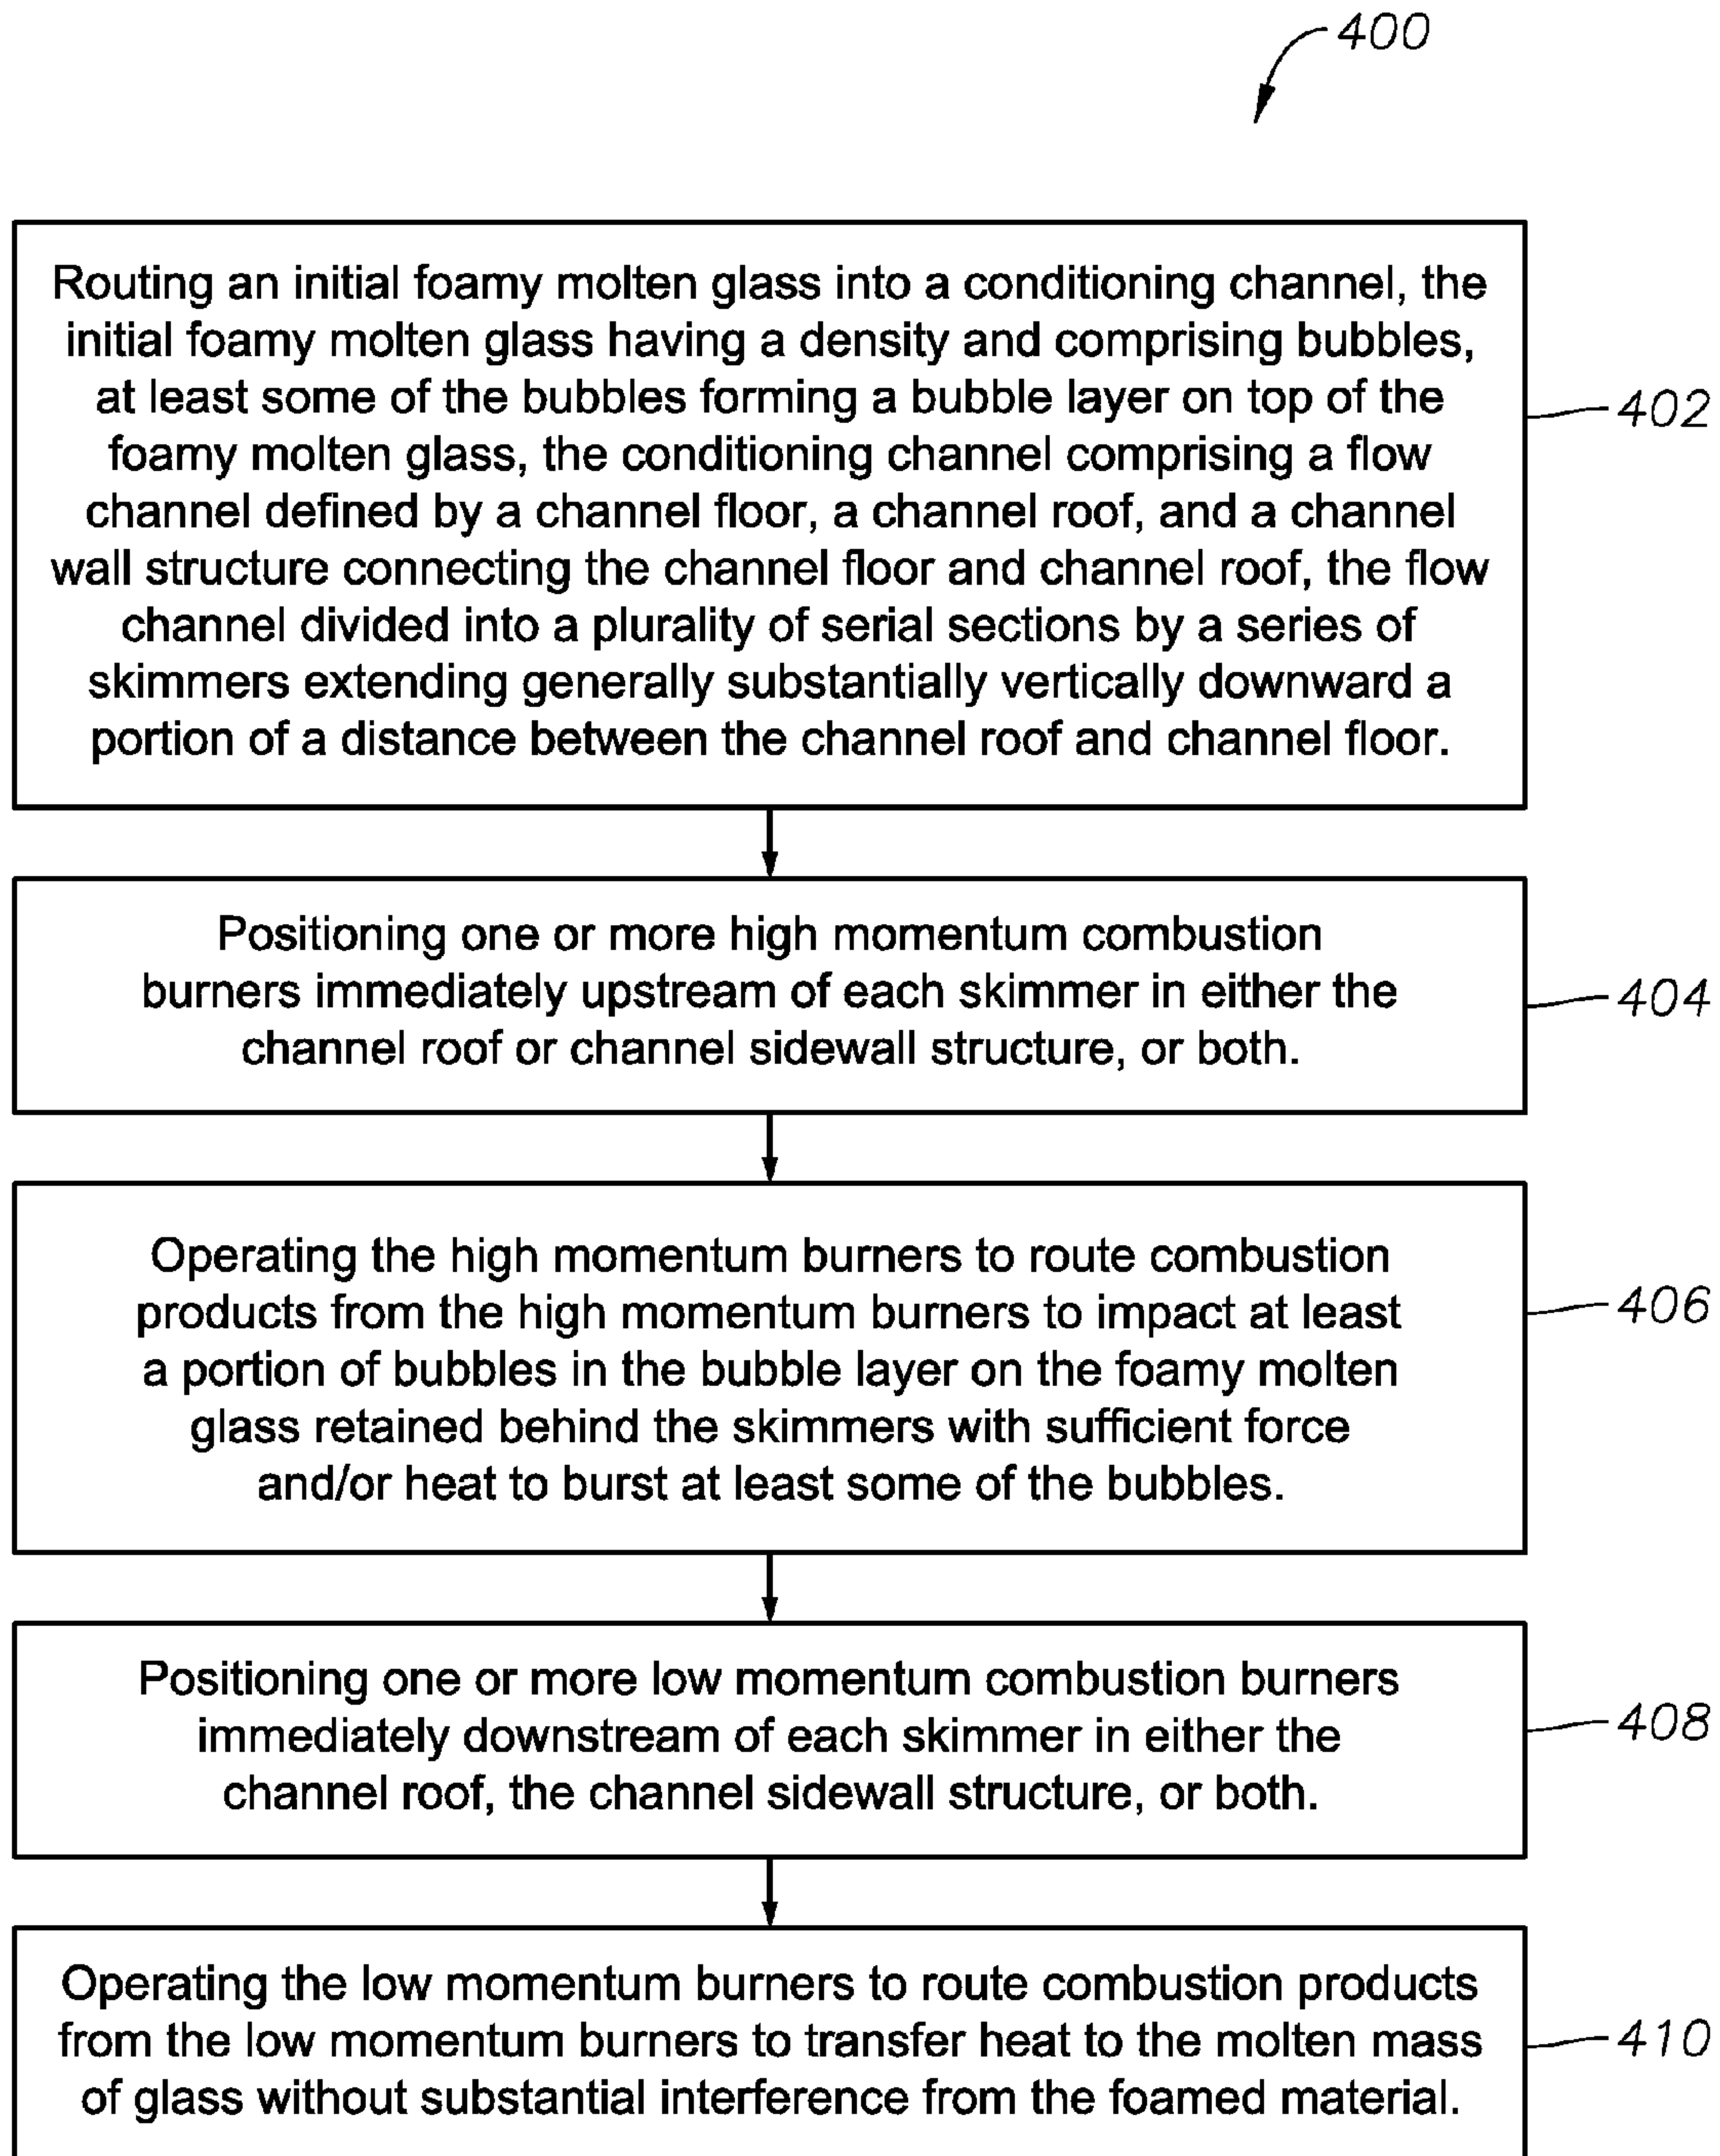 400
Routing an initial foamy molten glass into a conditioning channel, the
initial foamy molten glass having a density and comprising bubbles,
at least some of the bubbles forming a bubble layer on top of the
foamy molten glass, the conditioning channel comprising a flow
channel defined by a channel floor, a channel roof, and a channel
wall structure connecting the channel floor and channel roof, the flow
channel divided into a plurality of serial sections by a series of
skimmers extending generally substantially vertically downward a
portion of a distance between the channel roof and channel floor.
402
Positioning one or more high momentum combustion
burners immediately upstream of each skimmer in either the
channel roof or channel sidewall structure, or both.
404
Operating the high momentum burners to route combustion
products from the high momentum burners to impact at least
a portion of bubbles in the bubble layer on the foamy molten
glass retained behind the skimmers with sufficient force
and/or heat to burst at least some of the bubbles.
406
Positioning one or more low momentum combustion burners
immediately downstream of each skimmer in either the
channel roof, the channel sidewall structure, or both.
408
Operating the low momentum burners to route combustion products
from the low momentum burners to transfer heat to the molten mass
of glass without substantial interference from the foamed material.
410